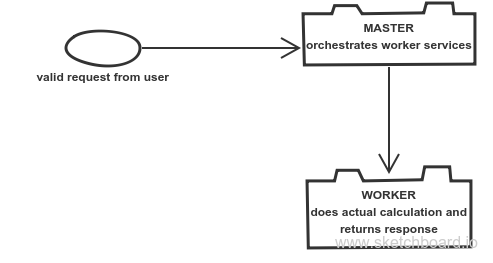 MASTER
orchestrates worker services
valid request from user
WORKER
does actual calculation and
returns response
www.sketchboard.io